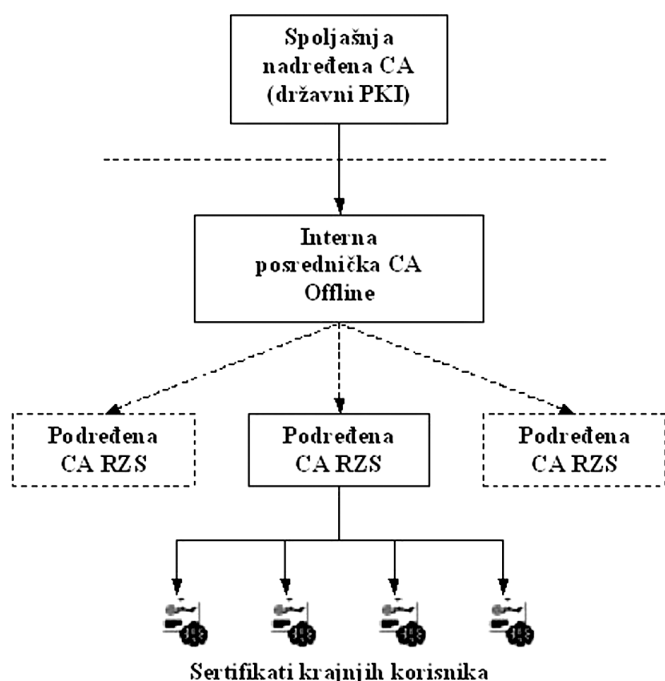 Spoljašnja
nadređena CA
(državni PKI)
Interna
posrednička CA
Offline
Podređena
CA RZS
Podređena
CA RZS
Podređena
CA RZS
Sertifikati krajnjih korisnika